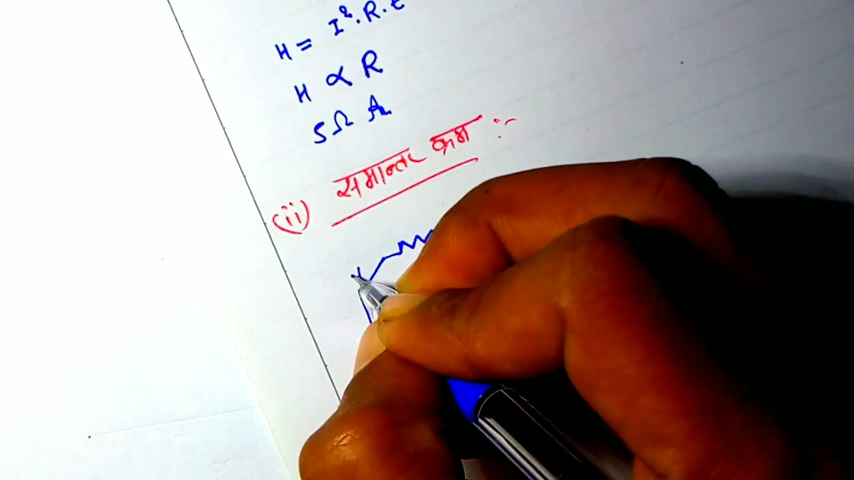 H = I².R.t
H ∝ R
5Ω में
(ii) समान्तर क्रम :-